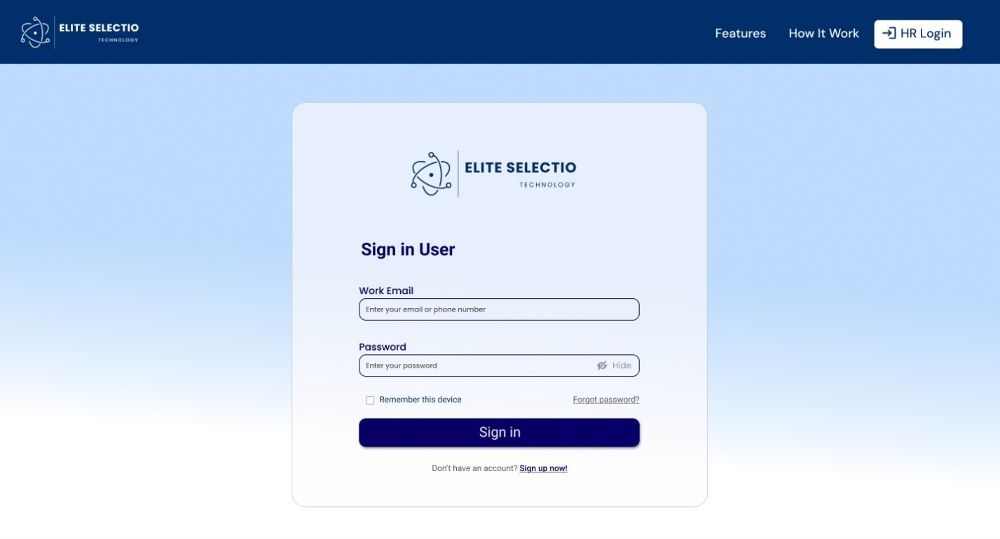 ELITE SELECTIO
TECHNOLOGY
Features How It Work HR Login
ELITE SELECTIO
TECHNOLOGY
Sign in User
Work Email
Enter your email or phone number
Password
Enter your password Hide
Remember this device Forgot password?
Sign in
Don't have an account? Sign up now!